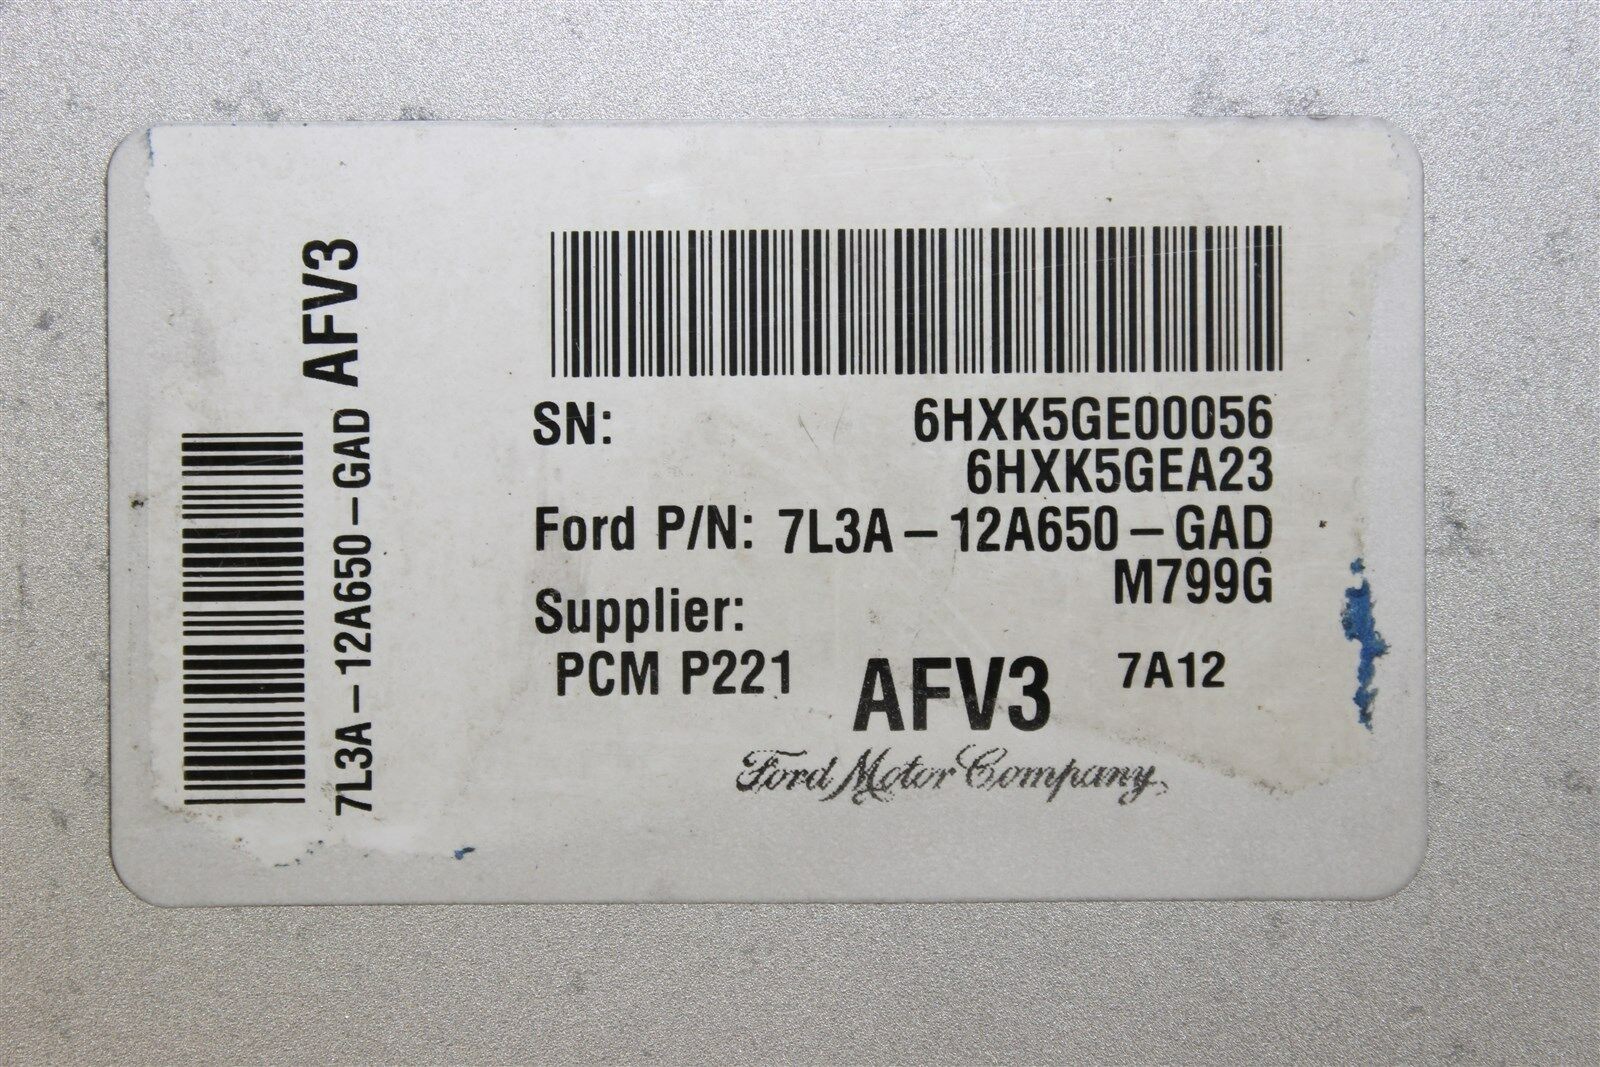 7L3A-12A650-GAD AFV3
SN: 6HXK5GE00056
6HXK5GEA23
Ford P/N: 7L3A-12A650-GAD
M799G
Supplier:
PCM P221 AFV3 7A12
Ford Motor Company